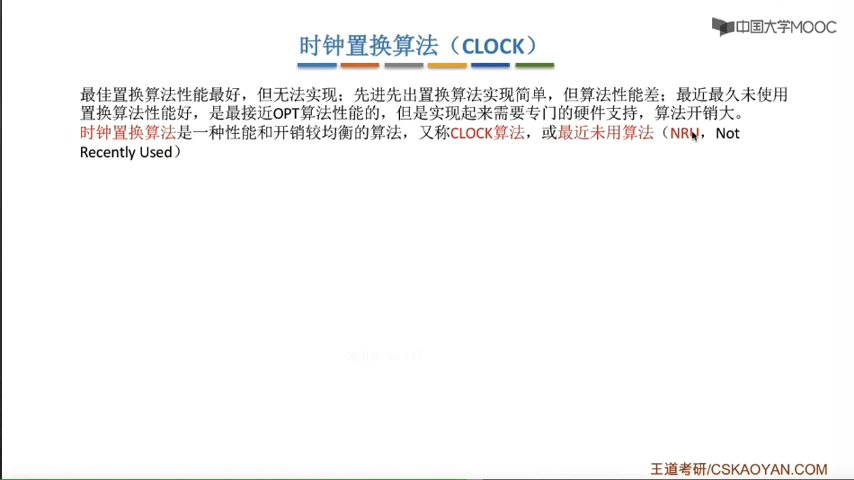 中国大学MOOC
时钟置换算法（CLOCK）
最佳置换算法性能最好，但无法实现；先进先出置换算法实现简单，但算法性能差；最近最久未使用
置换算法性能好，是最接近OPT算法性能的，但是实现起来需要专门的硬件支持，算法开销大。
时钟置换算法是一种性能和开销较均衡的算法，又称CLOCK算法，或最近未用算法（NRU，Not
Recently Used）
王道考研/CSKAOYAN.COM